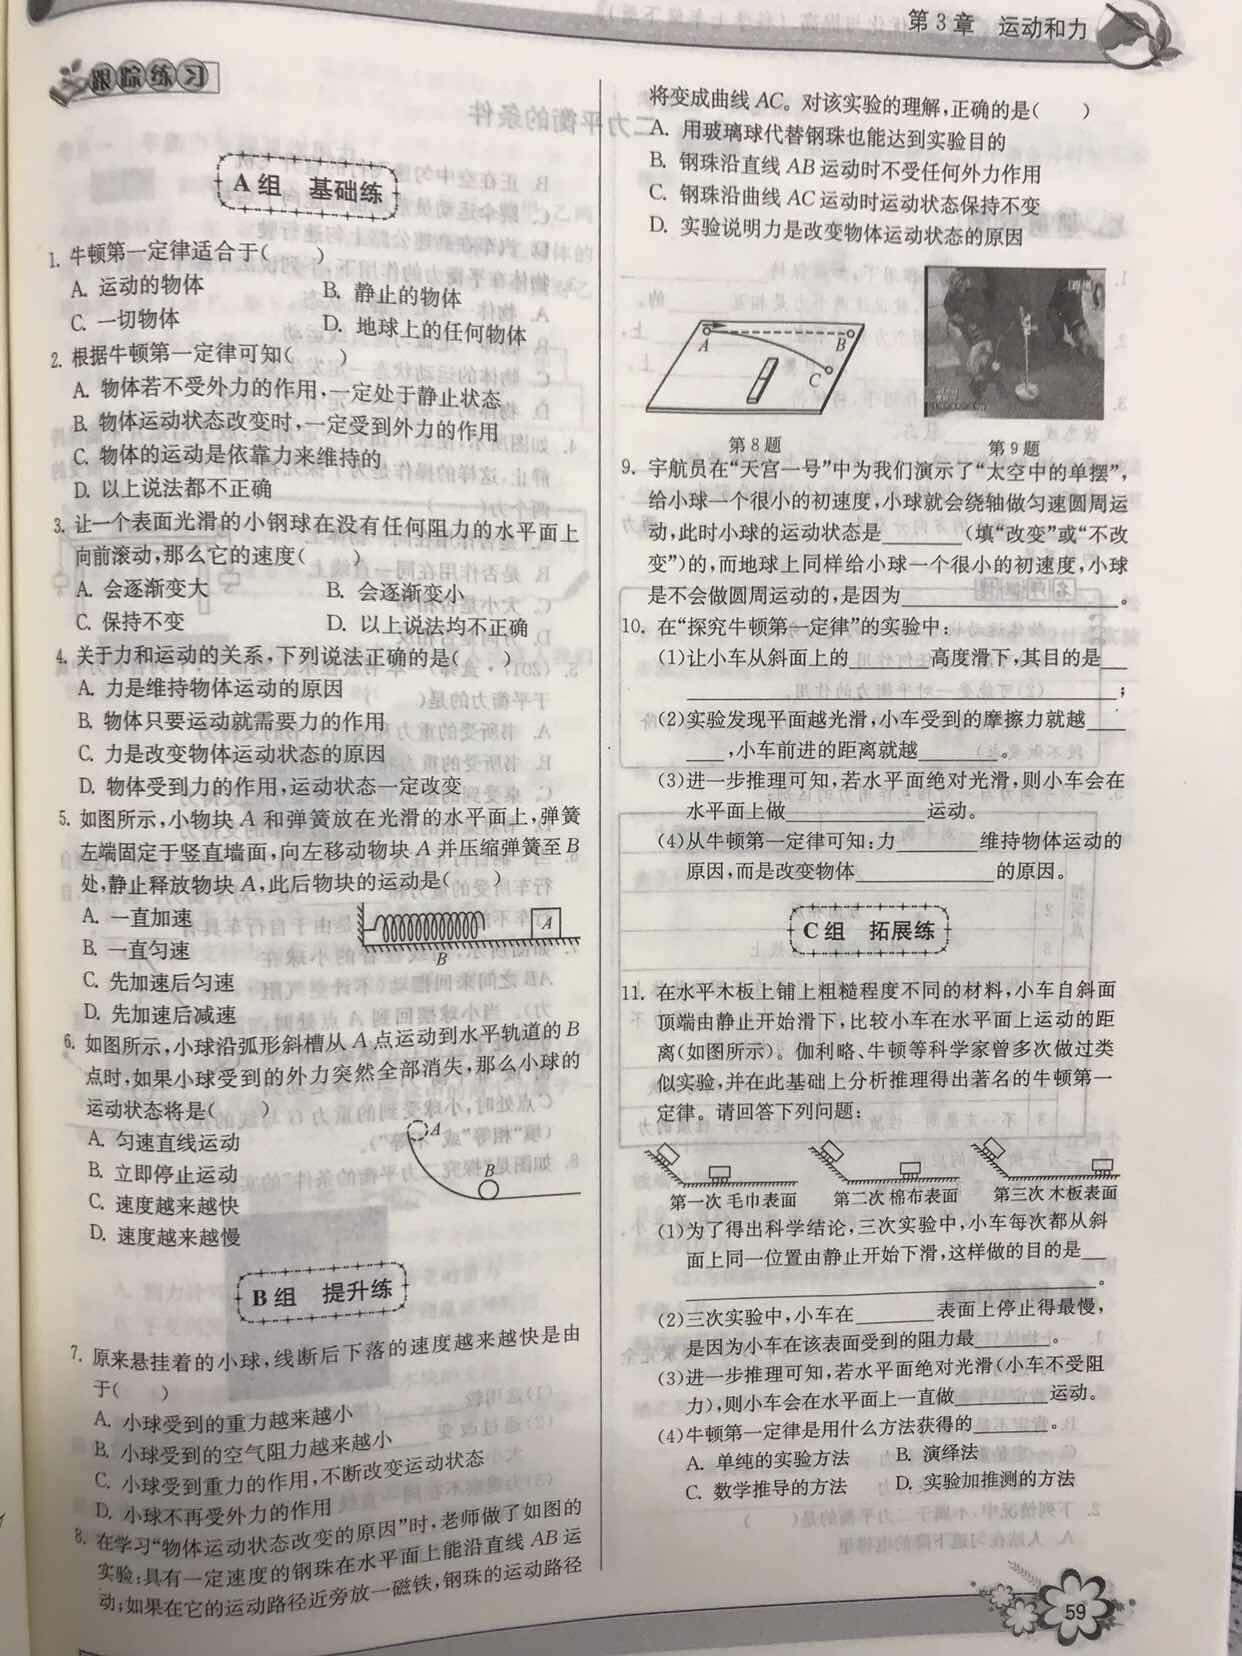 第3章 运动和力
跟踪练习
A组 基础练
1. 牛顿第一定律适合于( )
A. 运动的物体 B. 静止的物体
C. 一切物体 D. 地球上的任何物体
2. 根据牛顿第一定律可知( )
A. 物体若不受外力的作用,一定处于静止状态
B. 物体运动状态改变时,一定受到外力的作用
C. 物体的运动是依靠力来维持的
D. 以上说法都不正确
3. 让一个表面光滑的小钢球在没有任何阻力的水平面上
向前滚动,那么它的速度( )
A. 会逐渐变大 B. 会逐渐变小
C. 保持不变 D. 以上说法均不正确
4. 关于力和运动的关系,下列说法正确的是( )
A. 力是维持物体运动的原因
B. 物体只要运动就需要力的作用
C. 力是改变物体运动状态的原因
D. 物体受到力的作用,运动状态一定改变
5. 如图所示,小物块A和弹簧放在光滑的水平面上,弹簧
左端固定于竖直墙面,向左移动物块A并压缩弹簧至B
处,静止释放物块A,此后物块的运动是( )
A. 一直加速
B. 一直匀速
C. 先加速后匀速
D. 先加速后减速
A
B
6. 如图所示,小球沿弧形斜槽从A点运动到水平轨道的B
点时,如果小球受到的外力突然全部消失,那么小球的
运动状态将是( )
A. 匀速直线运动
B. 立即停止运动
C. 速度越来越快
D. 速度越来越慢
A
B
B组 提升练
7. 原来悬挂着的小球,线断后下落的速度越来越快是由
于( )
A. 小球受到的重力越来越小
B. 小球受到的空气阻力越来越小
C. 小球受到重力的作用,不断改变运动状态
D. 小球不再受外力的作用
8. 在学习“物体运动状态改变的原因”时,老师做了如图的
实验:具有一定速度的钢珠在水平面上能沿直线AB运
动;如果在它的运动路径近旁放一磁铁,钢珠的运动路径
将变成曲线AC。对该实验的理解,正确的是( )
A. 用玻璃球代替钢珠也能达到实验目的
B. 钢珠沿直线AB运动时不受任何外力作用
C. 钢珠沿曲线AC运动时运动状态保持不变
D. 实验说明力是改变物体运动状态的原因
A B
C
第8题 第9题
9. 宇航员在“天宫一号”中为我们演示了“太空中的单摆”,
给小球一个很小的初速度,小球就会绕轴做匀速圆周运
动,此时小球的运动状态是________(填“改变”或“不改
变”)的,而地球上同样给小球一个很小的初速度,小球
是不会做圆周运动的,是因为____________________。
10. 在“探究牛顿第一定律”的实验中:
(1)让小车从斜面上的________高度滑下,其目的是__
________________________________________;
(2)实验发现平面越光滑,小车受到的摩擦力就越____
____,小车前进的距离就越________。
(3)进一步推理可知,若水平面绝对光滑,则小车会在
水平面上做______________运动。
(4)从牛顿第一定律可知:力________维持物体运动的
原因,而是改变物体______________的原因。
C组 拓展练
11. 在水平木板上铺上粗糙程度不同的材料,小车自斜面
顶端由静止开始滑下,比较小车在水平面上运动的距
离(如图所示)。伽利略、牛顿等科学家曾多次做过类
似实验,并在此基础上分析推理得出著名的牛顿第一
定律。请回答下列问题:
第一次 毛巾表面 第二次 棉布表面 第三次 木板表面
(1)为了得出科学结论,三次实验中,小车每次都从斜
面上同一位置由静止开始下滑,这样做的目的是__
________________________________________。
(2)三次实验中,小车在________表面上停止得最慢,
是因为小车在该表面受到的阻力最________。
(3)进一步推理可知,若水平面绝对光滑(小车不受阻
力),则小车会在水平面上一直做________运动。
(4)牛顿第一定律是用什么方法获得的________。
A. 单纯的实验方法 B. 演绎法
C. 数学推导的方法 D. 实验加推测的方法
59